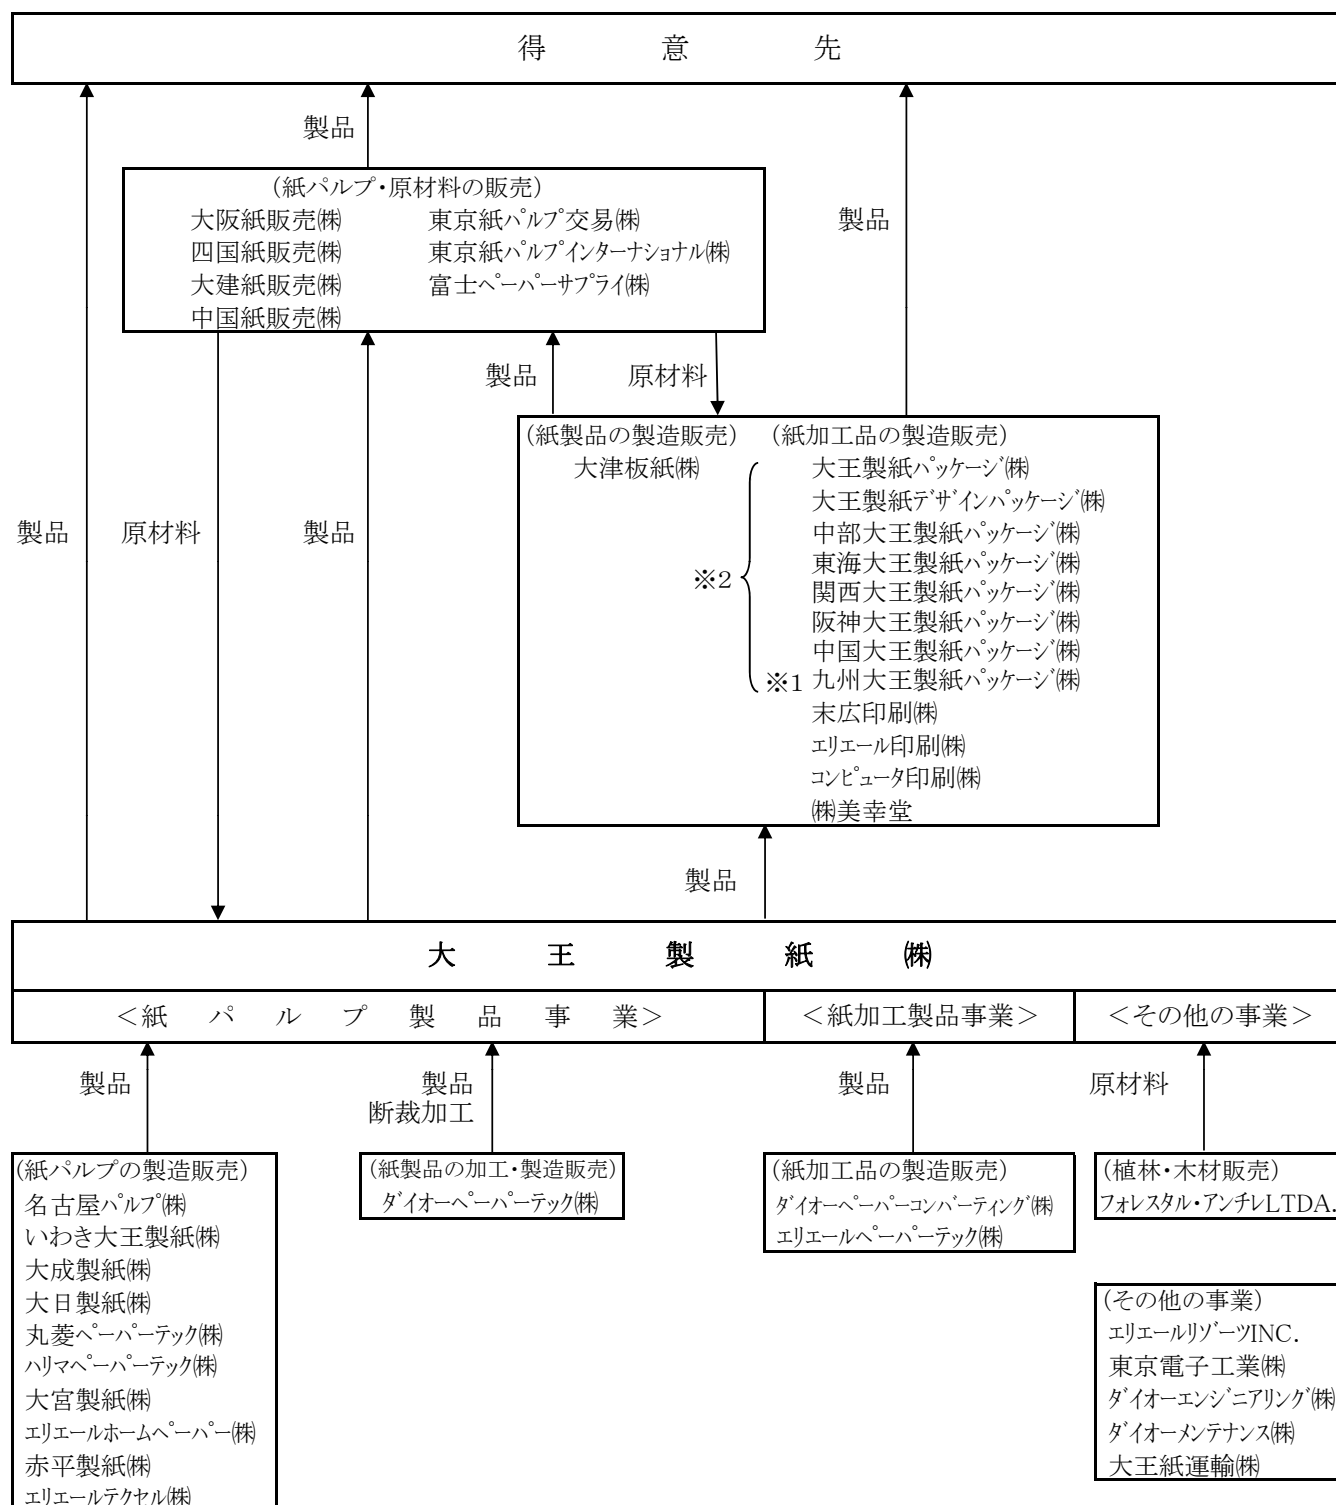 得意先
製品
(紙パルプ・原材料の販売)
大阪紙販売㈱ 東京紙パルプ交易㈱
四国紙販売㈱ 東京紙パルプインターナショナル㈱
大建紙販売㈱ 富士ペーパーサプライ㈱
中国紙販売㈱
製品
製品 原材料
(紙製品の製造販売) (紙加工品の製造販売)
大津板紙㈱ 大王製紙パッケージ㈱
大王製紙デザインパッケージ㈱
中部大王製紙パッケージ㈱
東海大王製紙パッケージ㈱
※2 関西大王製紙パッケージ㈱
阪神大王製紙パッケージ㈱
中国大王製紙パッケージ㈱
※1 九州大王製紙パッケージ㈱
末広印刷㈱
エリエール印刷㈱
コンピュータ印刷㈱
㈱美幸堂
製品 原材料 製品
製品
大王製紙㈱
<紙パルプ製品事業> <紙加工製品事業> <その他の事業>
製品 製品 製品 原材料
断裁加工
(紙パルプの製造販売)
名古屋パルプ㈱
いわき大王製紙㈱
大成製紙㈱
大日製紙㈱
丸菱ペーパーテック㈱
ハリマペーパーテック㈱
大宮製紙㈱
エリエールホームペーパー㈱
赤平製紙㈱
エリエールテクセル㈱
(紙製品の加工・製造販売)
ダイオーペーパーテック㈱
(紙加工品の製造販売)
ダイオーペーパーコンバーティング㈱
エリエールペーパーテック㈱
(植林・木材販売)
フォレスタル・アンチレLTDA.
(その他の事業)
エリエールリゾーツINC.
東京電子工業㈱
ダイオーエンジニアリング㈱
ダイオーメンテナンス㈱
大王紙運輸㈱